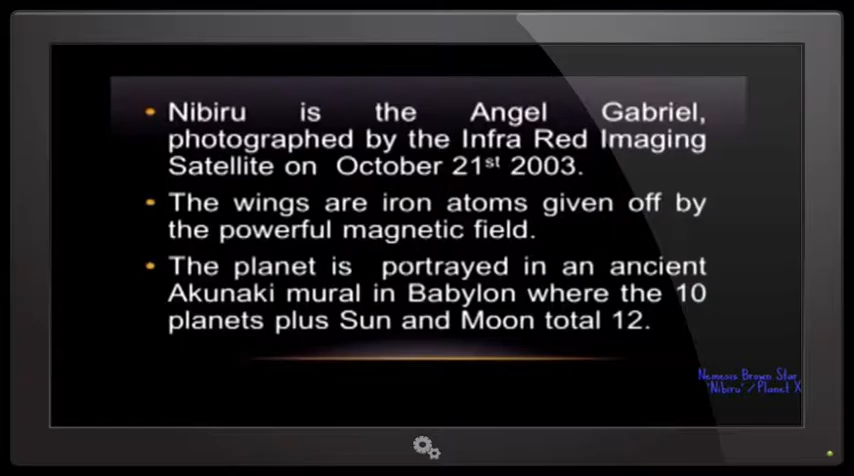 • Nibiru is the Angel Gabriel,
photographed by the Infra Red Imaging
Satellite on October 21st 2003.
• The wings are iron atoms given off by
the powerful magnetic field.
• The planet is portrayed in an ancient
Akunaki mural in Babylon where the 10
planets plus Sun and Moon total 12.
Nemesis Brown Star
'Nibiru' / Planet X